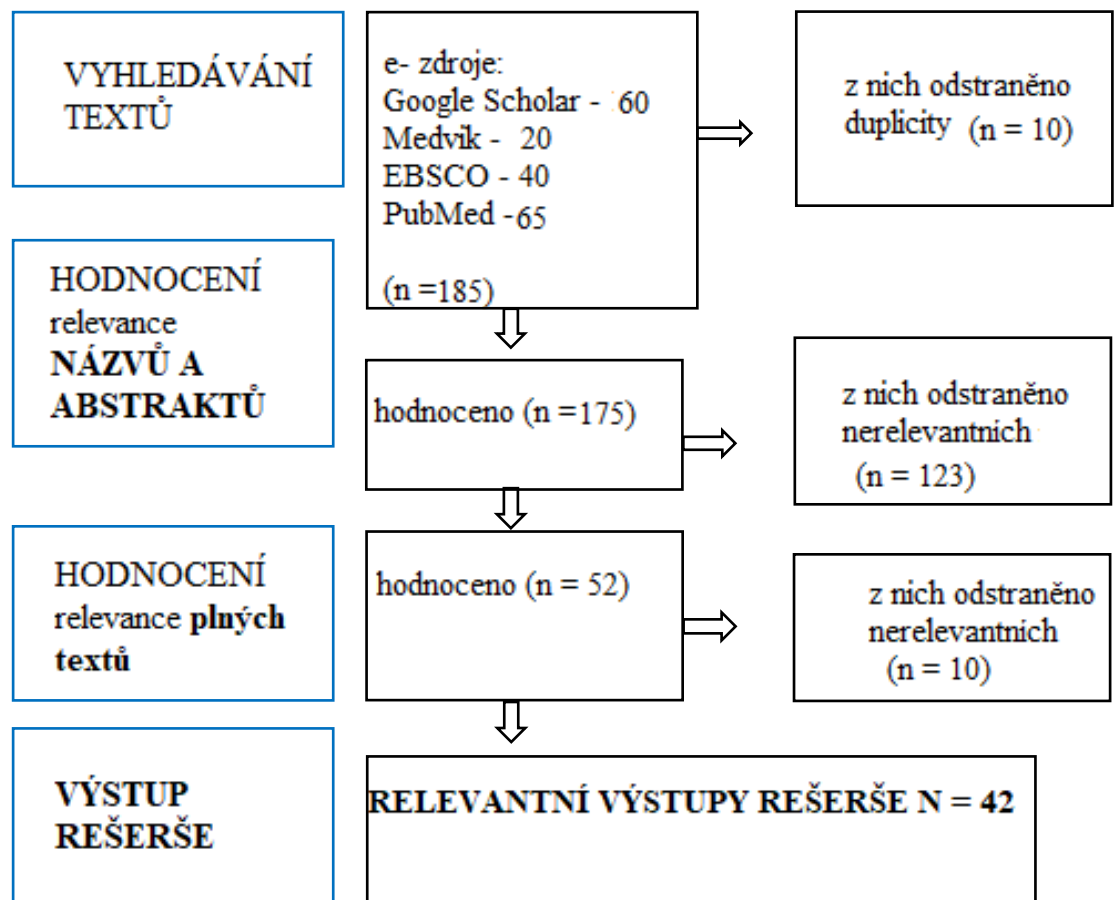 VYHLEDÁVÁNÍ
TEXTŮ
e- zdroje:
Google Scholar - 60
Medvik - 20
EBSCO - 40
PubMed -65
(n =185)
z nich odstraněno
duplicity (n = 10)
HODNOCENÍ
relevance
NÁZVŮ A
ABSTRAKTŮ
hodnoceno (n =175)
z nich odstraněno
nerelevantnich
(n = 123)
HODNOCENÍ
relevance plných
textů
hodnoceno (n = 52)
z nich odstraněno
nerelevantnich
(n = 10)
VÝSTUP
REŠERŠE
RELEVANTNÍ VÝSTUPY REŠERŠE N = 42